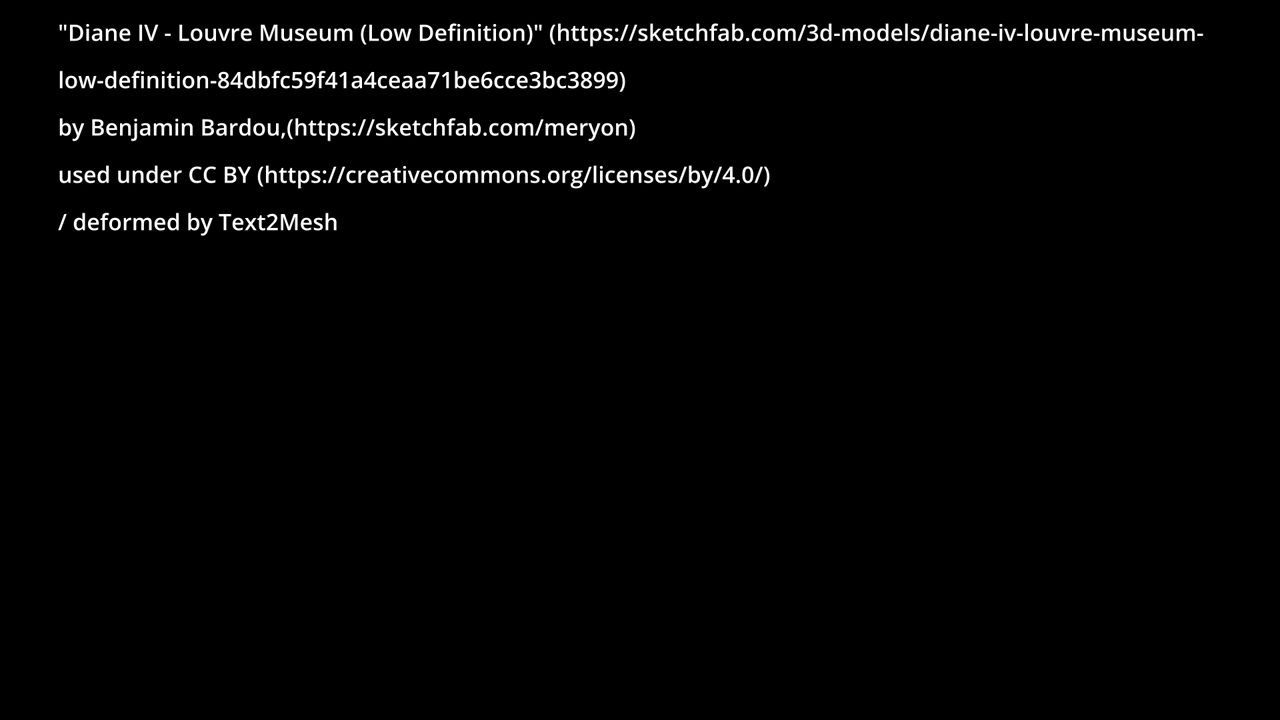 "Diane IV - Louvre Museum (Low Definition)" (https://sketchfab.com/3d-models/diane-iv-louvre-museum-
low-definition-84dbfc59f41a4ceaa71be6cce3bc3899)
by Benjamin Bardou,(https://sketchfab.com/meryon)
used under CC BY (https://creativecommons.org/licenses/by/4.0/)
/ deformed by Text2Mesh